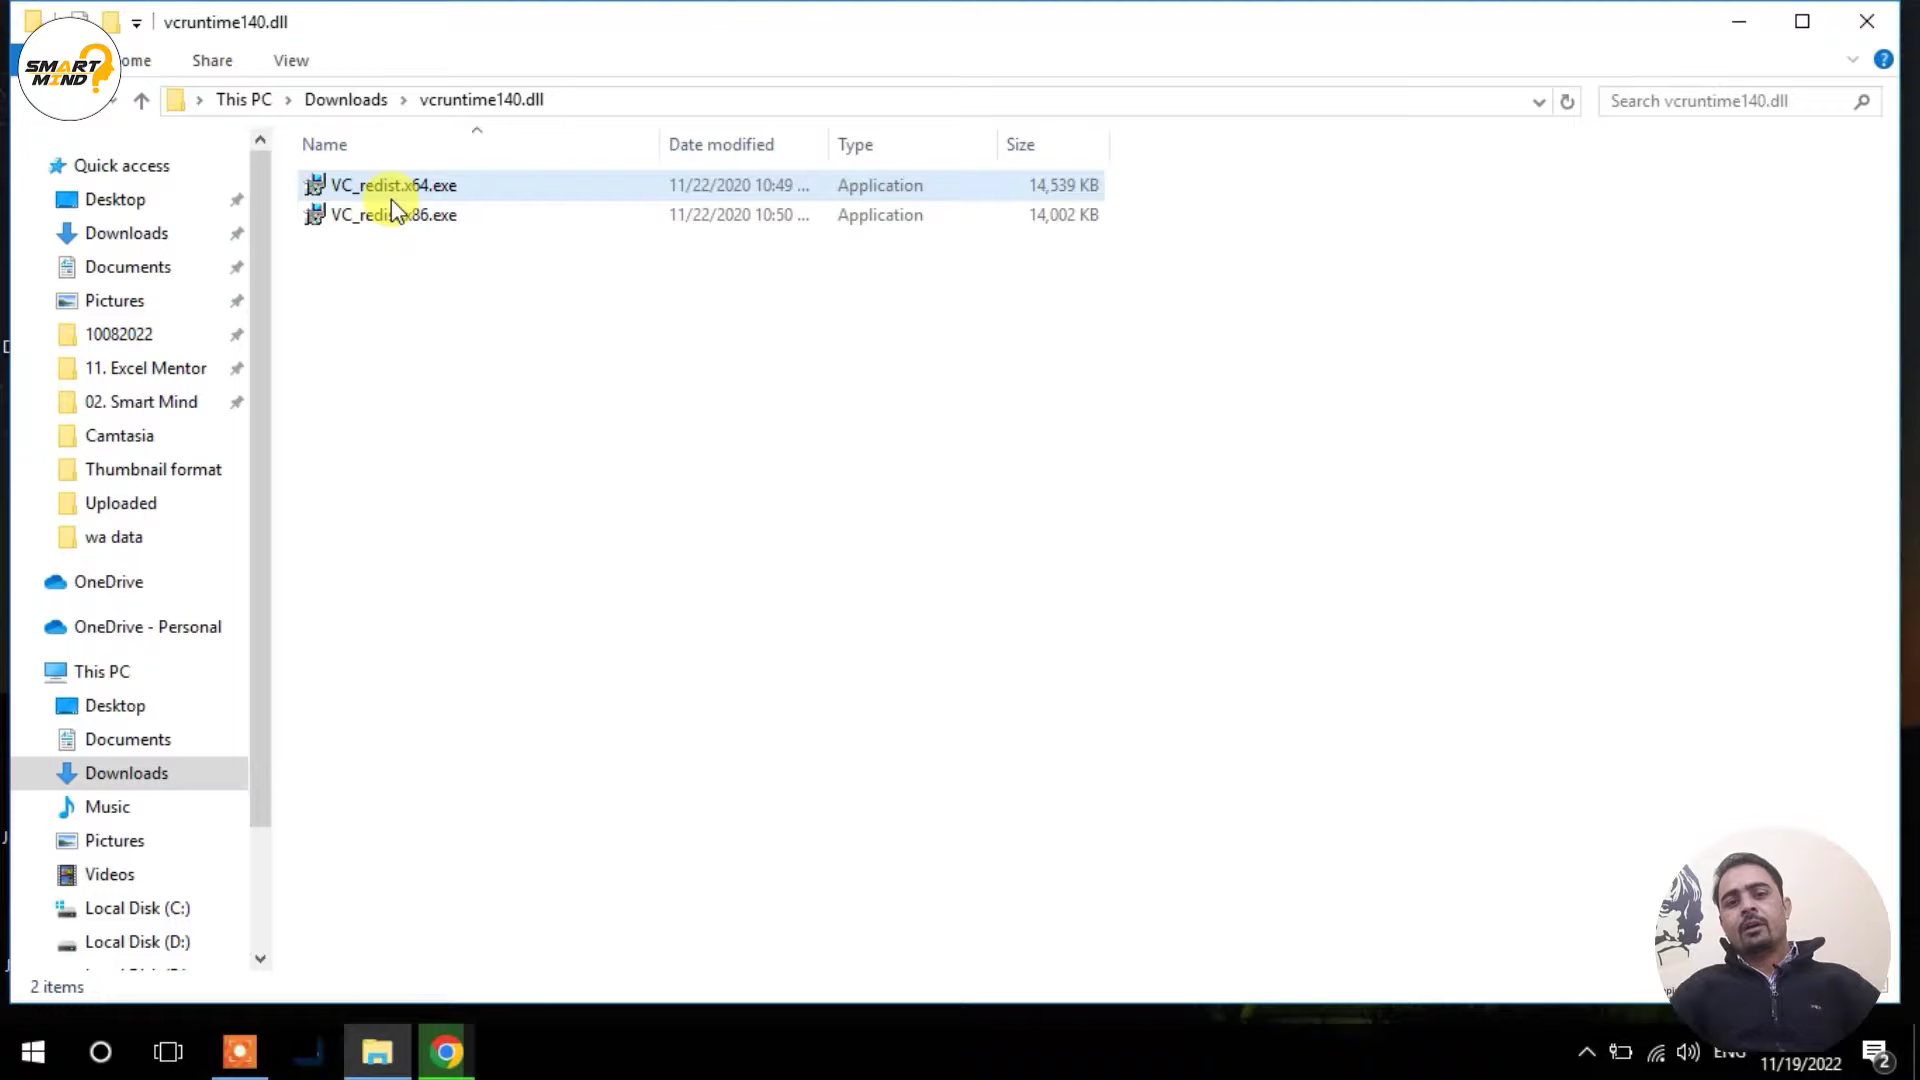 vcruntime140.dll
SMART
MIND
ome
Share
View
This PC
Downloads
vcruntime140.dll
Search vcruntime140.dll
Name
Date modified
Type
Size
VC_redist.x64.exe
11/22/2020 10:49 ...
Application
14,539 KB
VC_redist.x86.exe
11/22/2020 10:50 ...
Application
14,002 KB
Quick access
Desktop
Downloads
Documents
Pictures
10082022
11. Excel Mentor
02. Smart Mind
Camtasia
Thumbnail format
Uploaded
wa data
OneDrive
OneDrive - Personal
This PC
Desktop
Documents
Downloads
Music
Pictures
Videos
Local Disk (C:)
Local Disk (D:)
2 items
ENG
11/19/2022
2